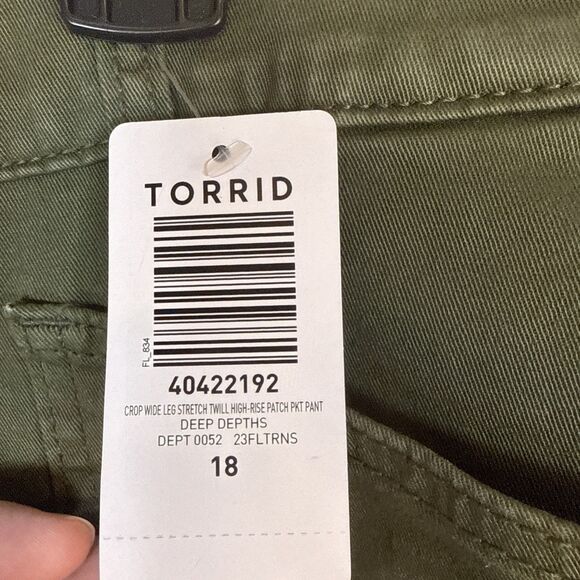 TORRID
FL_834
40422192
CROP WIDE LEG STRETCH TWILL HIGH-RISE PATCH PKT PANT
DEEP DEPTHS
DEPT 0052 23FLTRNS
18